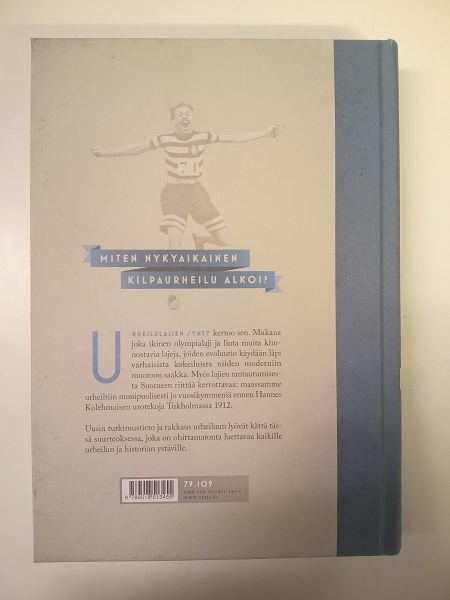 MITEN NYKYAIKAINEN
KILPAURHEILU ALKOI?
URHEILULAJIEN SYNTY kertoo sen. Mukana
joka ikinen olympialaji ja liuta muita kiin-
nostavia lajeja, joiden evoluutio käydään läpi
varhaisista kokeiluista niiden moderniin
muotoon saakka. Myös lajien rantautumises-
ta Suomeen riittää kerrottavaa: maassamme
urheiltiin monipuolisesti jo vuosikymmeniä ennen Hannes
Kolehmaisen urotekoja Tukholmassa 1912.
Uusin tutkimustieto ja rakkaus urheiluun lyövät kättä täs-
sä suurteoksessa, joka on ohittamatonta luettavaa kaikille
urheilun ja historian ystäville.
79.109